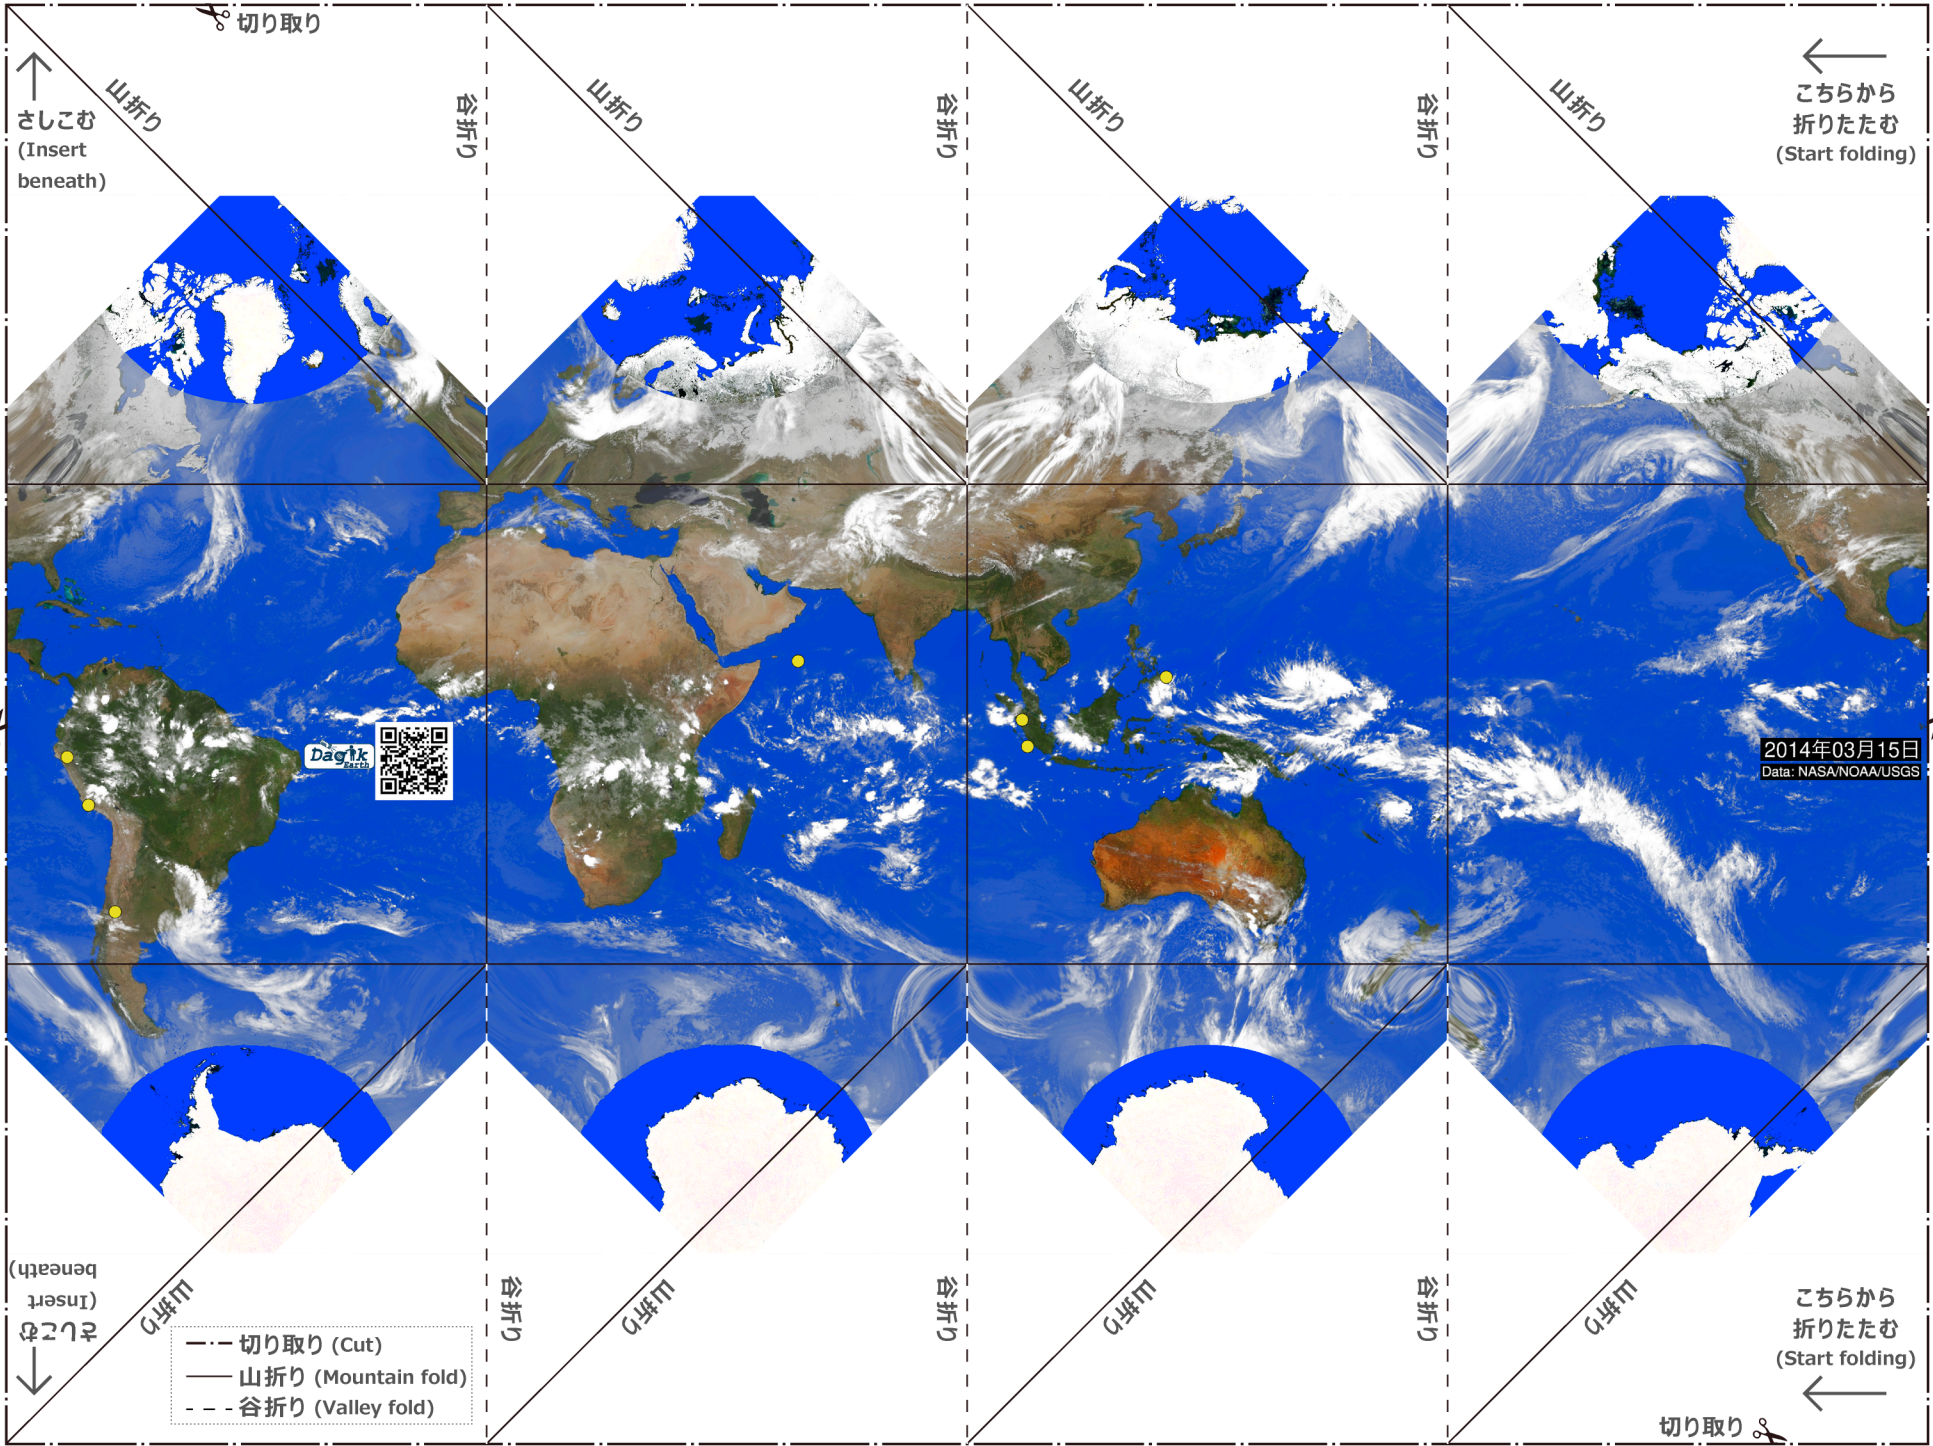 切り取り
山折り
谷折り
山折り
谷折り
山折り
谷折り
山折り
さしこむ
(Insert
beneath)
こちらから
折りたたむ
(Start folding)
Dagik
Earth
2014年03月15日
Data: NASA/NOAA/USGS
さしこむ
(Insert
beneath)
山折り
谷折り
山折り
谷折り
山折り
谷折り
山折り
切り取り (Cut)
山折り (Mountain fold)
谷折り (Valley fold)
こちらから
折りたたむ
(Start folding)
切り取り